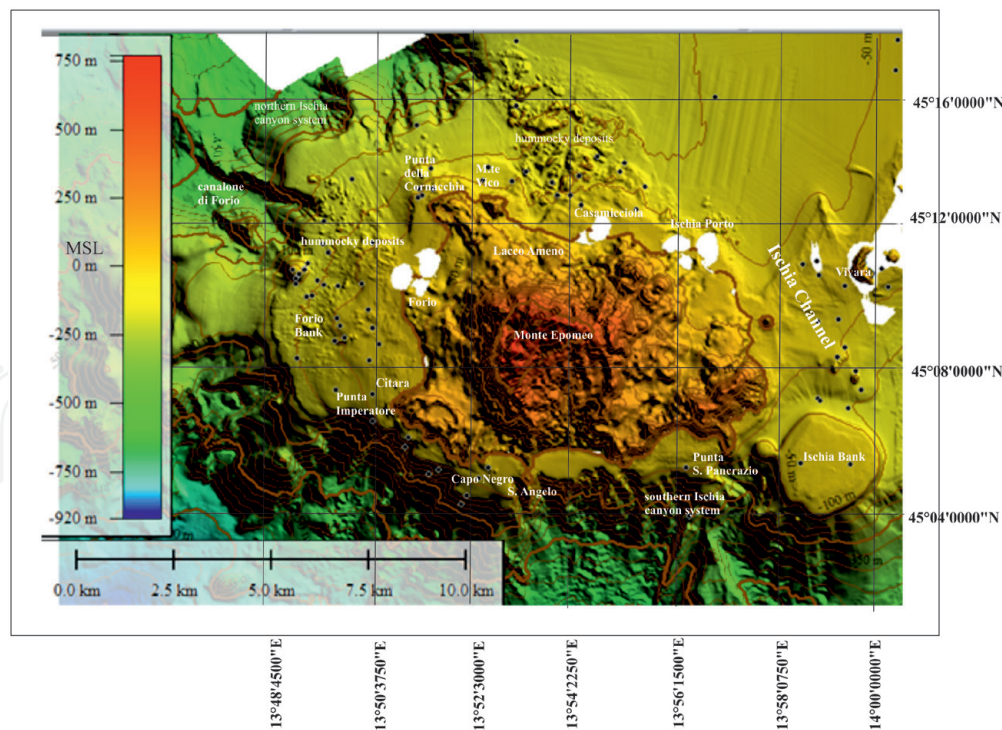 750 m
500 m
250 m
MSL
0 m
-250 m
-500 m
-750 m
-920 m
0.0 km
2.5 km
5.0 km
7.5 km
10.0 km
northern Ischia
canyon system
canalone
di Forio
hummocky deposits
Punta
della
Cornacchia
M.te
Vico
hummocky deposits
Casamicciola
Ischia Porto
Lacco Ameno
Forio
Forio
Bank
Monte Epomeo
Ischia Channel
Vivara
Citara
Punta
Imperatore
Capo Negro
S. Angelo
Punta
S. Pancrazio
southern Ischia
canyon system
Ischia Bank
-50 m
-50 m
-100 m
45°16'0000"N
45°12'0000"N
45°08'0000"N
45°04'0000"N
13°48'4500"E
13°50'3750"E
13°52'3000"E
13°54'2250"E
13°56'1500"E
13°58'0750"E
14°00'0000"E